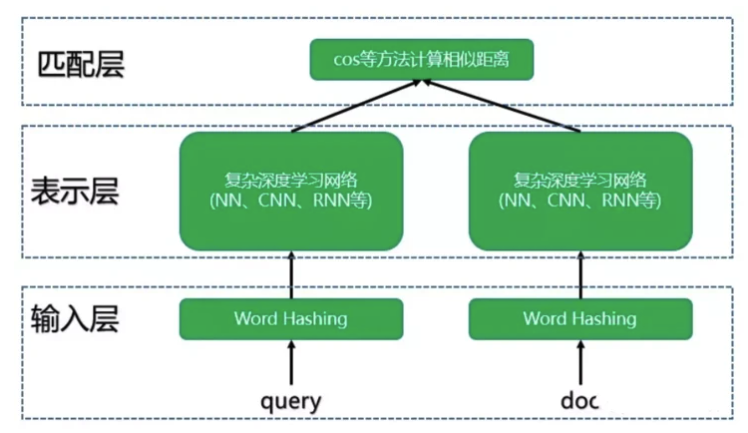 匹配层
cos等方法计算相似距离
表示层
复杂深度学习网络
(NN、CNN、RNN等)
复杂深度学习网络
(NN、CNN、RNN等)
输入层
Word Hashing
Word Hashing
query
doc